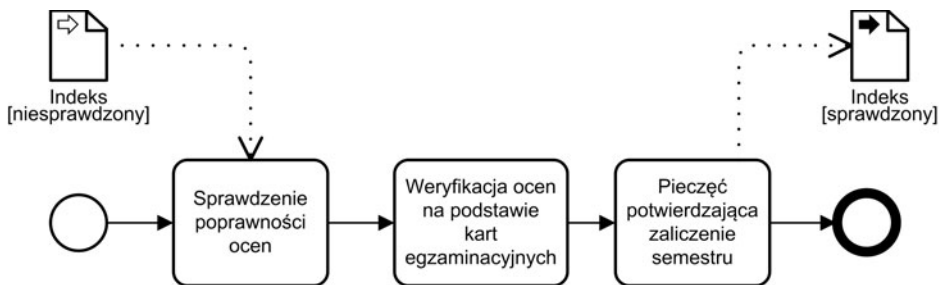 Indeks
[niesprawdzony]
Indeks
[sprawdzony]
Sprawdzenie
poprawności
ocen
Weryfikacja ocen
na podstawie
kart
egzaminacyjnych
Pieczęć
potwierdzająca
zaliczenie
semestru